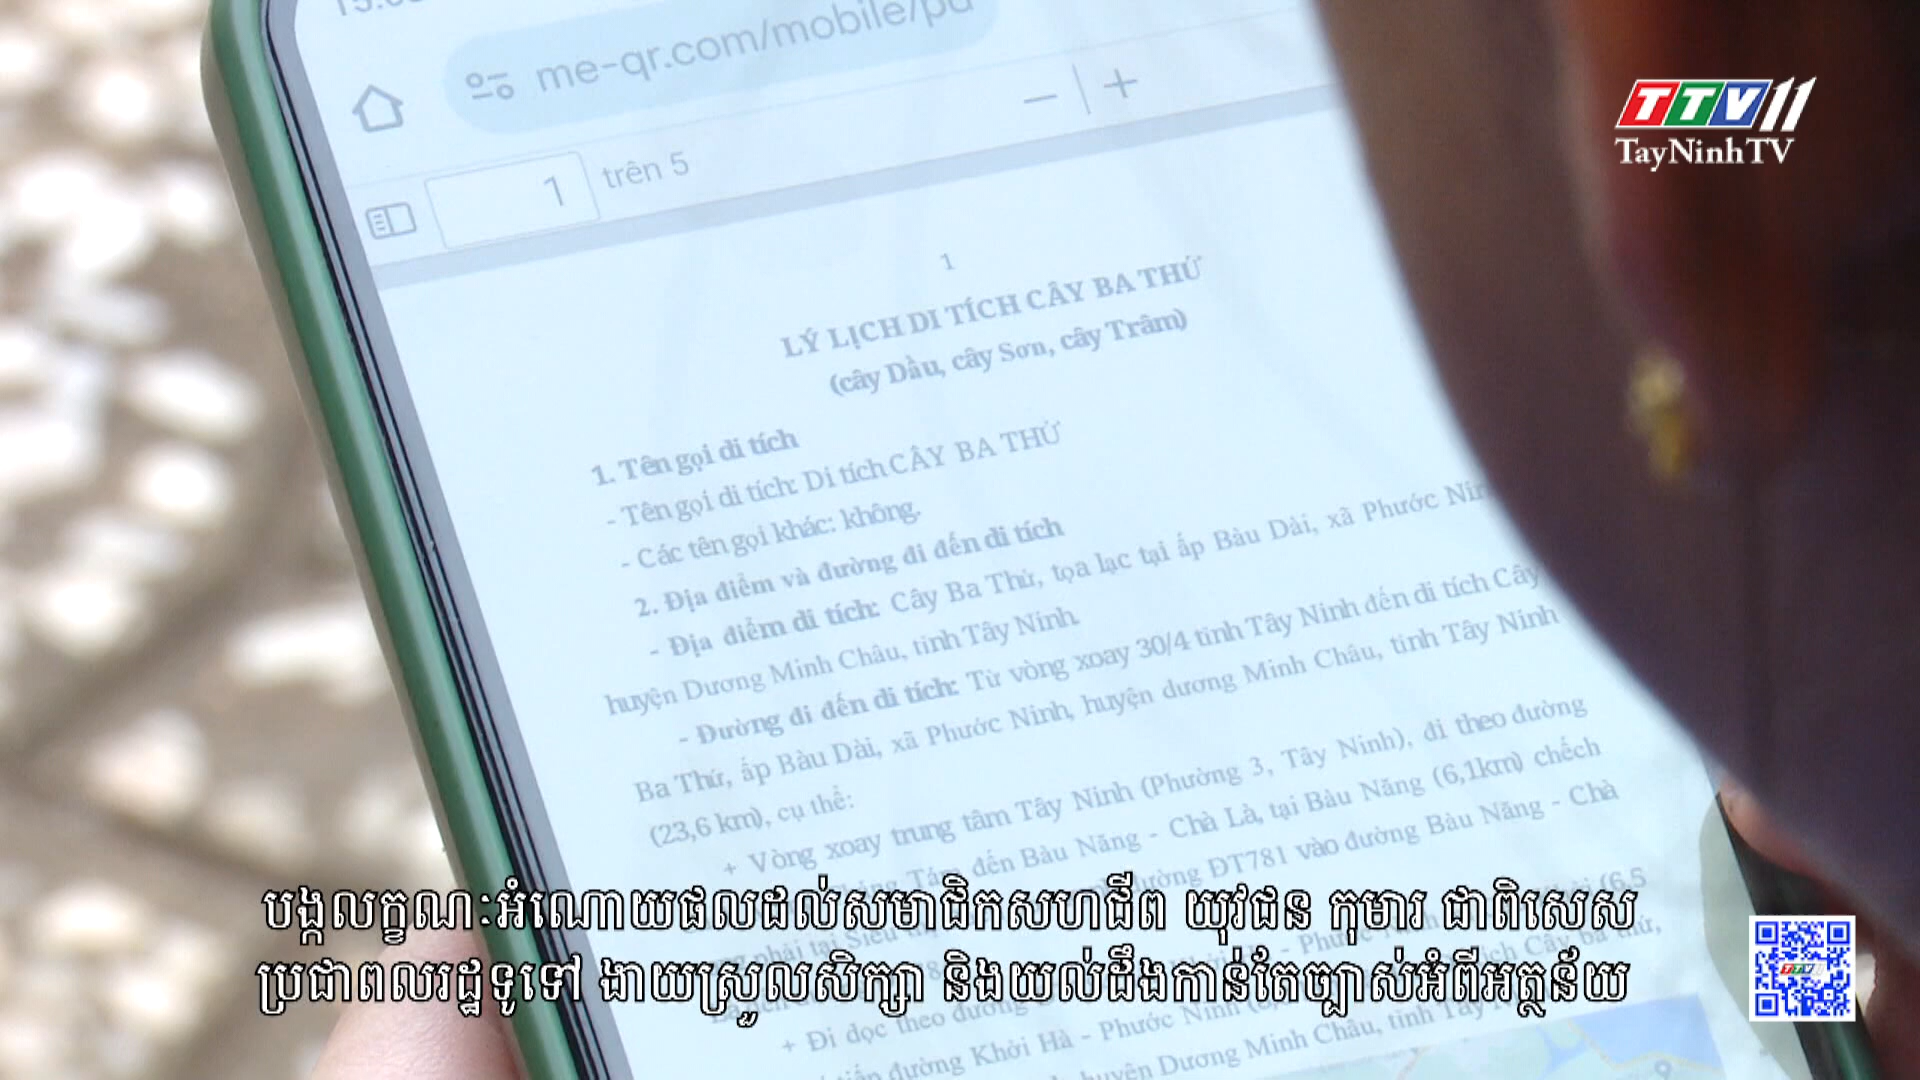 me-qr.com/mobile/pd
1 trên 5
TTV11
TayNinhTV
1
LÝ LỊCH DI TÍCH CÂY BA THỨ
(cây Dầu, cây Sơn, cây Trâm)
1. Tên gọi di tích
- Tên gọi di tích: Di tích CÂY BA THỨ
- Các tên gọi khác: không.
2. Địa điểm và đường đi đến di tích
- Địa điểm di tích: Cây Ba Thứ, tọa lạc tại ấp Bàu Dài, xã Phước Nin
huyện Dương Minh Châu, tỉnh Tây Ninh.
- Đường đi đến di tích: Từ vòng xoay 30/4 tỉnh Tây Ninh đến di tích Cây
Ba Thứ, ấp Bàu Dài, xã Phước Ninh, huyện dương Minh Châu, tỉnh Tây Ninh
(23,6 km), cụ thể:
+ Vòng xoay trung tâm Tây Ninh (Phường 3, Tây Ninh), đi theo đường
Tám, đến Bàu Năng - Chà Là, tại Bàu Năng (6,1km) chếch
đường ĐT781 vào đường Bàu Năng - Chà
បង្កលក្ខណៈអំណោយផលដល់សមាជិកសហជីព យុវជន កុមារ ជាពិសេស
ប្រជាពលរដ្ឋទូទៅ ងាយស្រួលសិក្សា និងយល់ដឹងកាន់តែច្បាស់អំពីអត្ថន័យ
+ Đi dọc theo đường
đường Khởi Hà - Phước Ninh
huyện Dương Minh Châu, tỉnh Tây